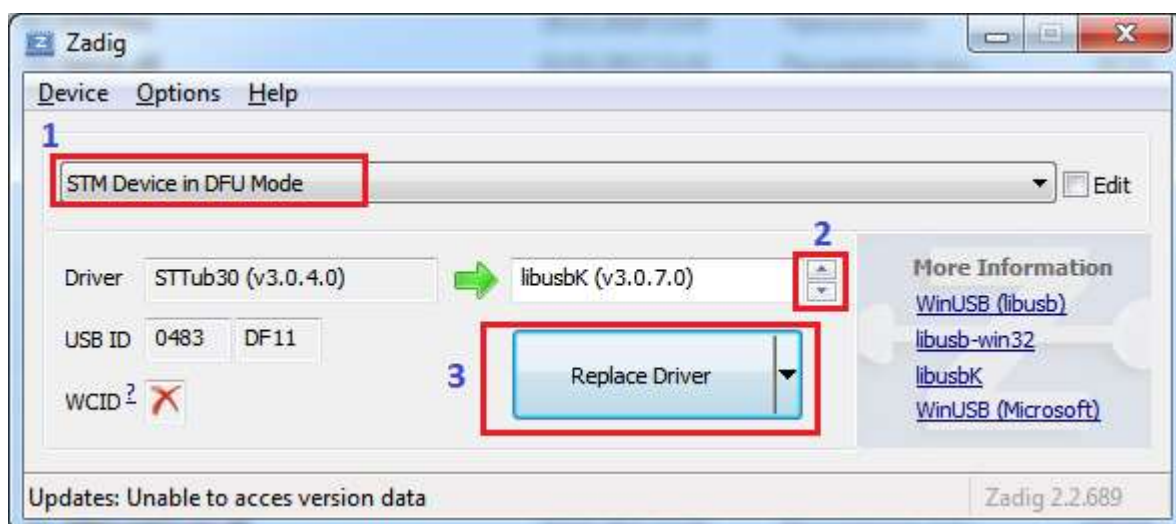 Zadig
Device Options Help
1
STM Device in DFU Mode
Edit
2
Driver STTub30 (v3.0.4.0) libusbK (v3.0.7.0)
USB ID 0483 DF11
WCID ?
3
Replace Driver
More Information
WinUSB (libusb)
libusb-win32
libusbK
WinUSB (Microsoft)
Updates: Unable to acces version data
Zadig 2.2.689